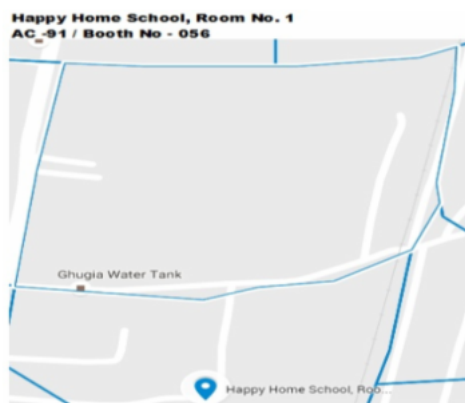 Happy Home School, Room No. 1
AC -91 / Booth No - 056
Ghugia Water Tank
Happy Home School, Roo...